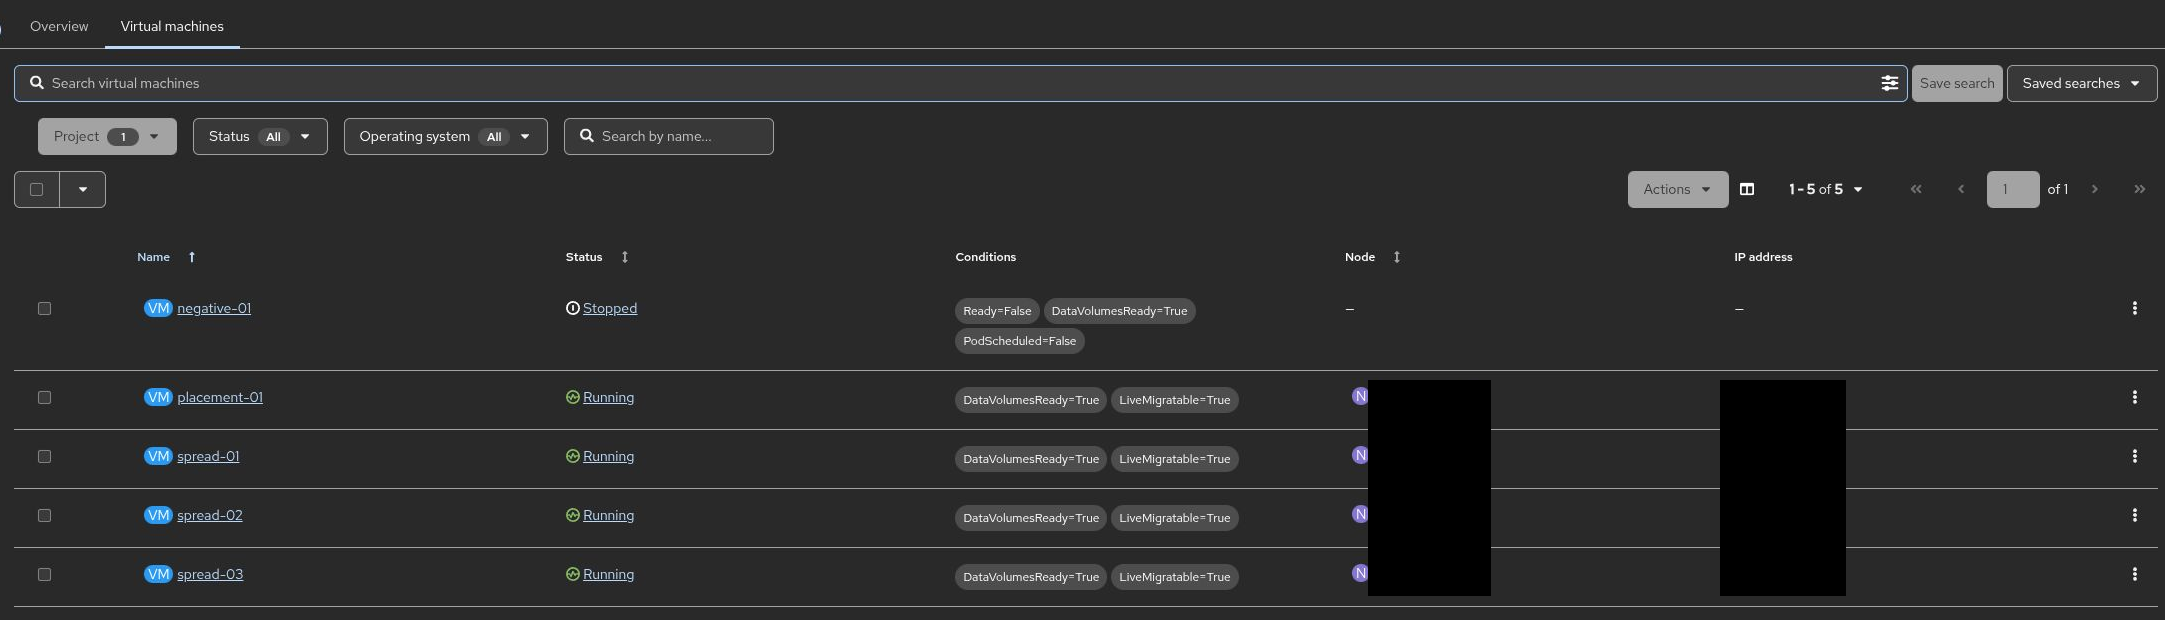 Overview Virtual machines
Search virtual machines Save search Saved searches
Project 1 Status All Operating system All Search by name...
Actions 1 - 5 of 5 1 of 1
Name Status Conditions Node IP address
VM negative-01 Stopped Ready=False DataVolumesReady=True – –
PodScheduled=False
VM placement-01 Running DataVolumesReady=True LiveMigratable=True N
VM spread-01 Running DataVolumesReady=True LiveMigratable=True N
VM spread-02 Running DataVolumesReady=True LiveMigratable=True N
VM spread-03 Running DataVolumesReady=True LiveMigratable=True N